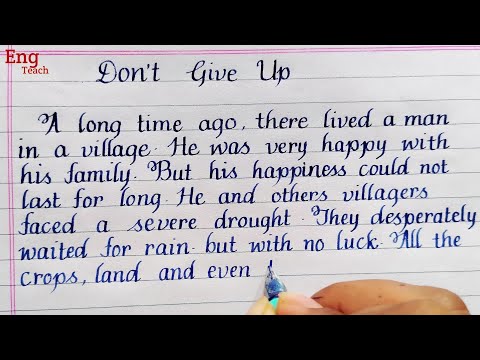 Eng
Teach
Don't Give Up
A long time ago, there lived a man
in a village. He was very happy with
his family. But his happiness could not
last for long. He and others villagers
faced a severe drought. They desperately
waited for rain. but with no luck. All the
crops, land and even